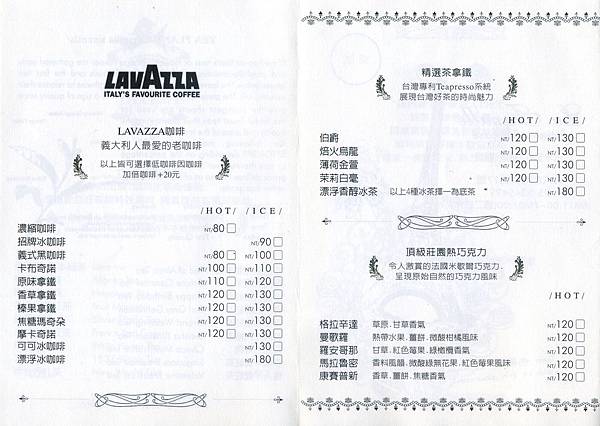 LAVAZZA
ITALY'S FAVOURITE COFFEE
LAVAZZA咖啡
義大利人最愛的老咖啡
以上皆可選擇低咖啡因咖啡
加倍咖啡+20元
/HOT/ /ICE/
濃縮咖啡 NT/80□
招牌冰咖啡 NT/90□
義式黑咖啡 NT/80□ NT/100□
卡布奇諾 NT/100□ NT/110□
原味拿鐵 NT/110□ NT/120□
香草拿鐵 NT/120□ NT/130□
榛果拿鐵 NT/120□ NT/130□
焦糖瑪奇朵 NT/120□ NT/130□
摩卡奇諾 NT/120□ NT/130□
可可冰咖啡 NT/130□
漂浮冰咖啡 NT/180□
精選茶拿鐵
台灣專利Teapresso系統
展現台灣好茶的時尚魅力
/HOT/ /ICE/
伯爵 NT/120□ NT/130□
焙火烏龍 NT/120□ NT/130□
薄荷金萱 NT/120□ NT/130□
茉莉白毫 NT/120□ NT/130□
漂浮香醇冰茶 以上4種冰茶擇一為底茶 NT/180□
頂級莊園熱巧克力
令人激賞的法國米歇爾巧克力.
呈現原始自然的巧克力風味
/HOT/
格拉辛達 草原.甘草香氣 NT/120□
曼歌羅 熱帶水果.薑餅.微酸柑橘風味 NT/120□
羅安哥那 甘草.紅色莓果.綠橄欖香氣 NT/120□
馬拉魯密 香料風韻.微酸綠無花果.紅色莓果風味 NT/120□
康賽普新 香草.薑餅.焦糖香氣 NT/120□